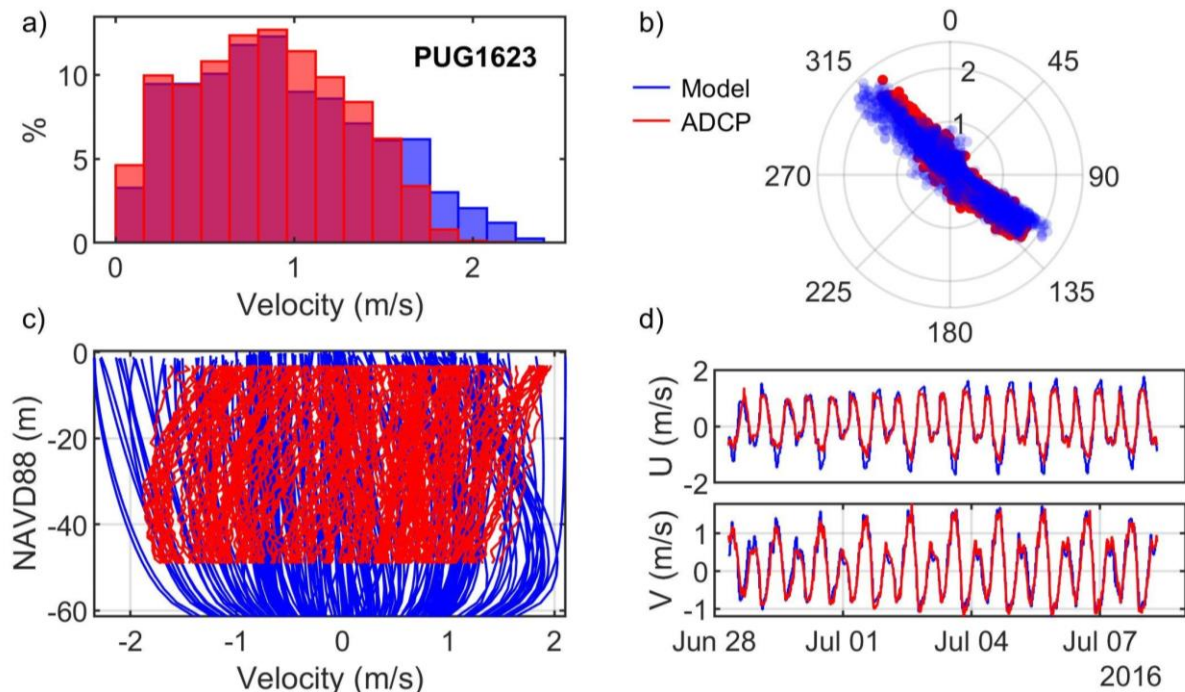 a)
PUG1623
%
10
5
0
0
1
2
Velocity (m/s)
b)
Model
ADCP
0
45
90
135
180
225
270
315
1
2
c)
NAVD88 (m)
0
-20
-40
-60
-2
-1
0
1
2
Velocity (m/s)
d)
U (m/s)
2
0
-2
V (m/s)
1
0
-1
Jun 28
Jul 01
Jul 04
Jul 07
2016